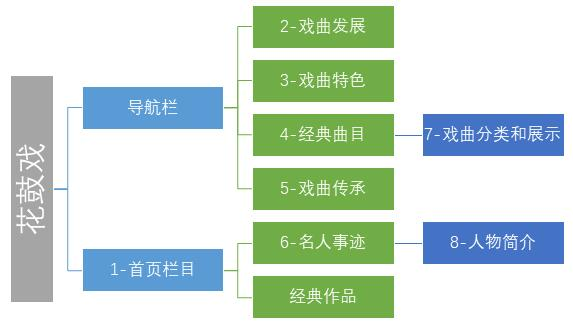 花鼓戏
导航栏
2-戏曲发展
3-戏曲特色
4-经典曲目
7-戏曲分类和展示
5-戏曲传承
1-首页栏目
6-名人事迹
8-人物简介
经典作品